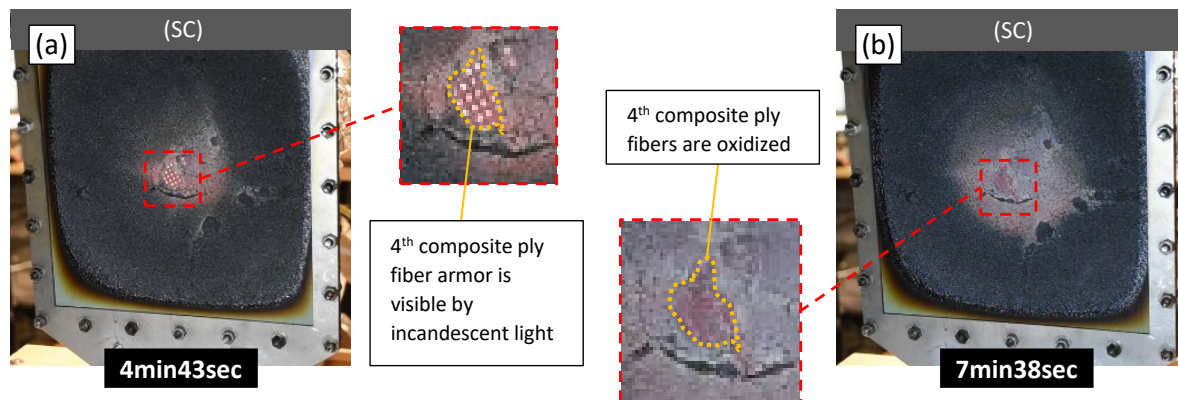 (SC)
(a)
4min43sec
4th composite ply
fiber armor is
visible by
incandescent light
4th composite ply
fibers are oxidized
(SC)
(b)
7min38sec